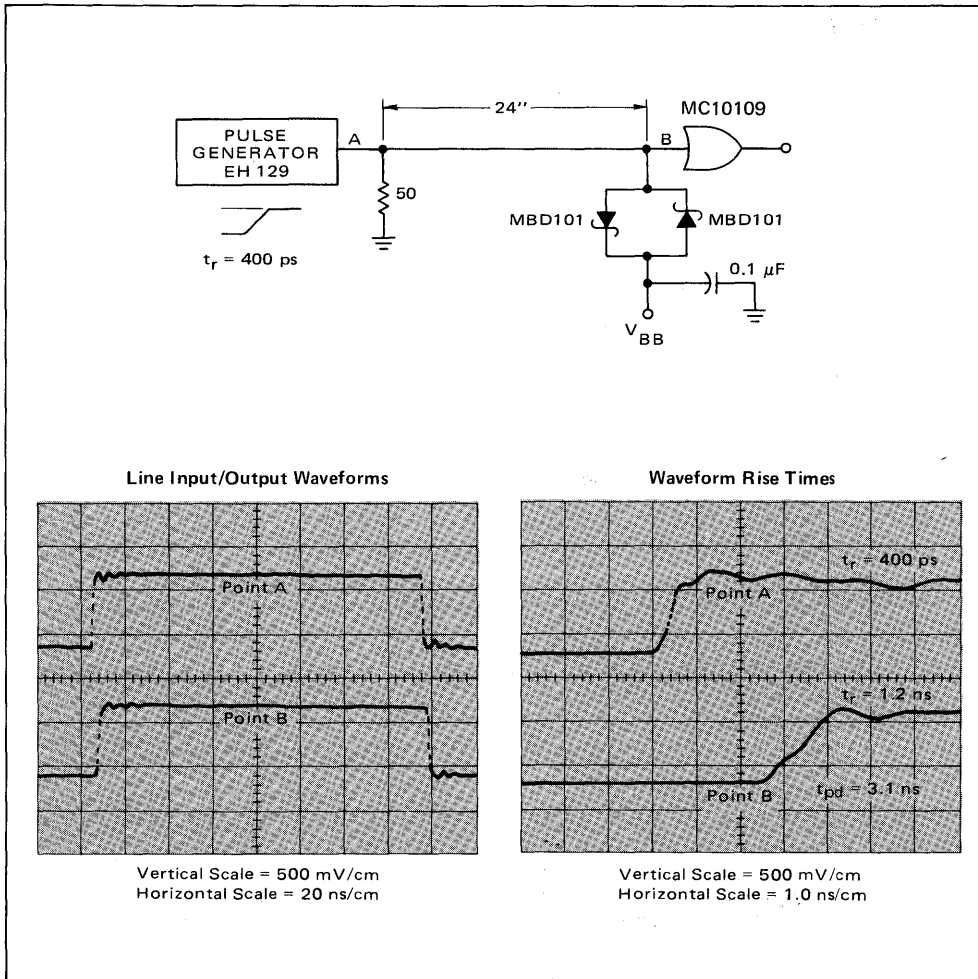 24''
MC10109
PULSE
GENERATOR
EH 129
A
B
50
MBD101
MBD101
t_r = 400 ps
0.1 μF
V_BB
Line Input/Output Waveforms
Waveform Rise Times
t_r = 400 ps
Point A
Point A
t_r = 1.2 ns
Point B
Point B
t_pd = 3.1 ns
Vertical Scale = 500 mV/cm
Horizontal Scale = 20 ns/cm
Vertical Scale = 500 mV/cm
Horizontal Scale = 1.0 ns/cm